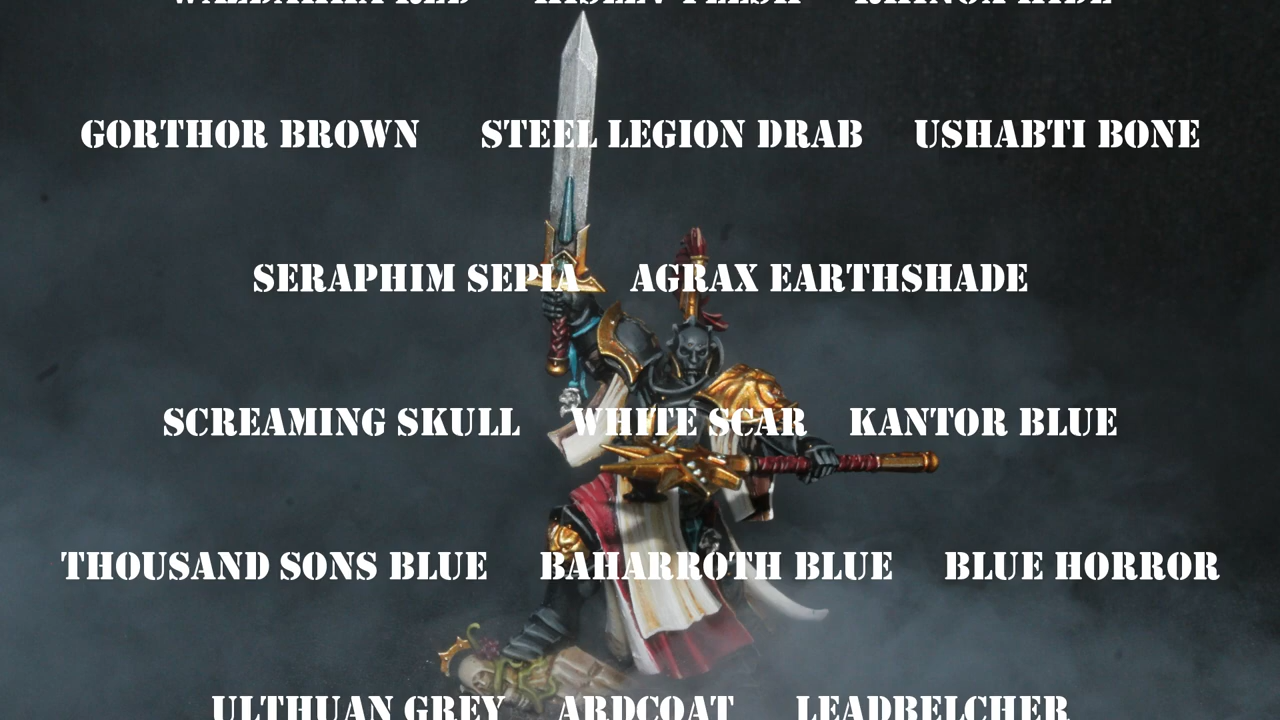 GORTHOR BROWN STEEL LEGION DRAB USHABTI BONE
SERAPHIM SEPIA AGRAX EARTHSHADE
SCREAMING SKULL WHITE SCAR KANTOR BLUE
THOUSAND SONS BLUE BAHARROTH BLUE BLUE HORROR
ULTHUAN GREY ARDCOAT LEADBELCHER